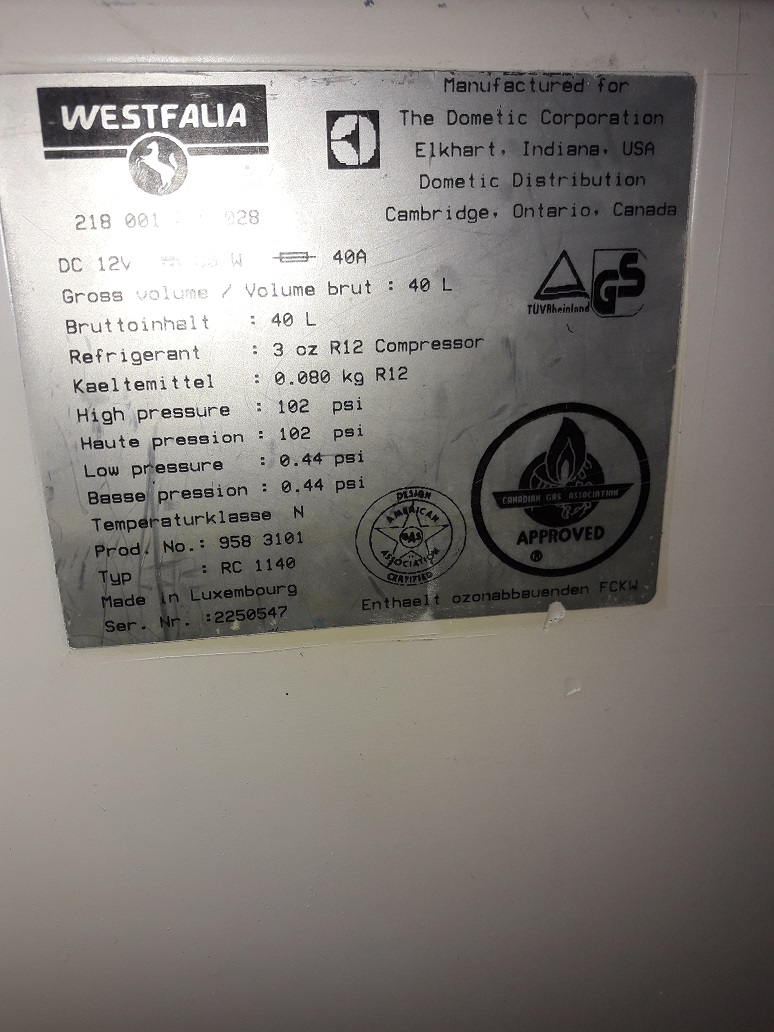 WESTFALIA
Manufactured for
The Dometic Corporation
Elkhart, Indiana, USA
Dometic Distribution
Cambridge, Ontario, Canada
218 001 028
DC 12V W 40A
Gross volume / Volume brut : 40 L
Bruttoinhalt : 40 L
Refrigerant : 3 oz R12 Compressor
Kaeltemittel : 0.080 kg R12
High pressure : 102 psi
Haute pression : 102 psi
Low pressure : 0.44 psi
Basse pression : 0.44 psi
Temperaturklasse N
Prod. No.: 958 3101
Typ : RC 1140
Made in Luxembourg
Ser. Nr. :2250547
TÜVRheinland
GS
DESIGN
AMERICAN
GAS
ASSOCIATION
CERTIFIED
CANADIAN GAS ASSOCIATION
APPROVED
®
Enthaelt ozonabbauenden FCKW